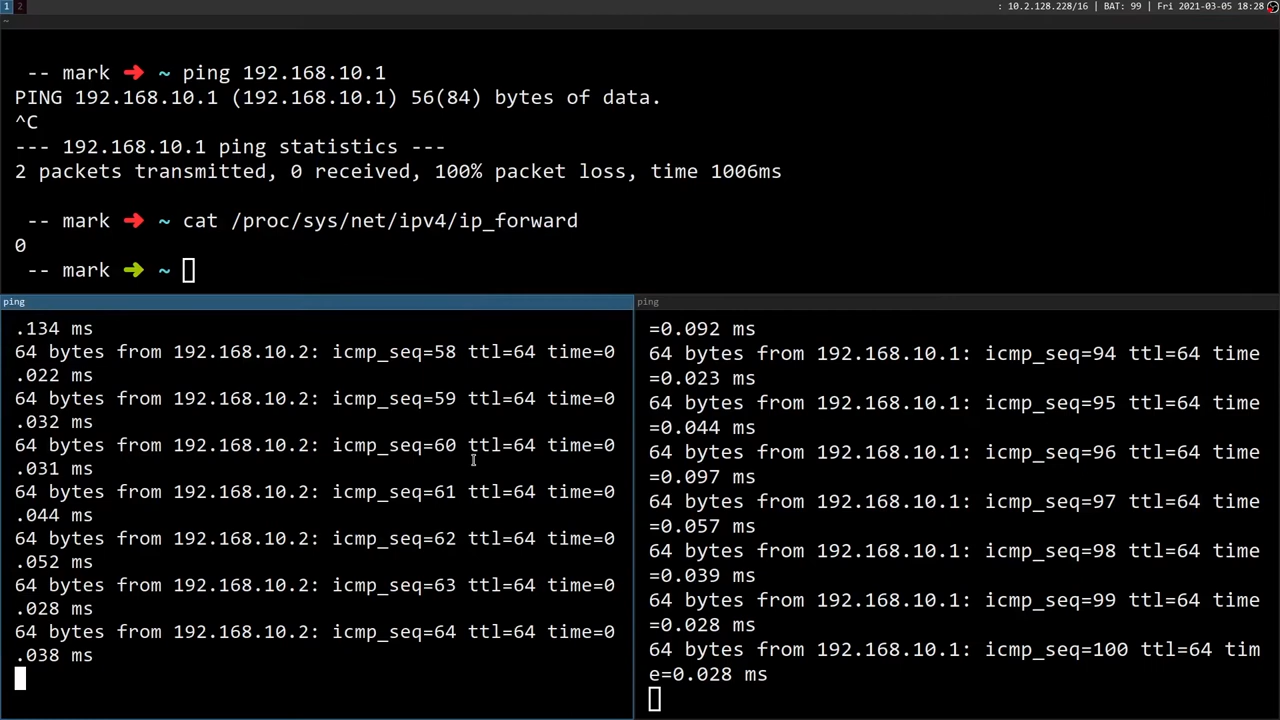 1 2 : 10.2.128.228/16 | BAT: 99 | Fri 2021-03-05 18:28
~
-- mark ➜ ~ ping 192.168.10.1
PING 192.168.10.1 (192.168.10.1) 56(84) bytes of data.
^C
--- 192.168.10.1 ping statistics ---
2 packets transmitted, 0 received, 100% packet loss, time 1006ms
-- mark ➜ ~ cat /proc/sys/net/ipv4/ip_forward
0
-- mark ➜ ~
ping
.134 ms
64 bytes from 192.168.10.2: icmp_seq=58 ttl=64 time=0
.022 ms
64 bytes from 192.168.10.2: icmp_seq=59 ttl=64 time=0
.032 ms
64 bytes from 192.168.10.2: icmp_seq=60 ttl=64 time=0
.031 ms
64 bytes from 192.168.10.2: icmp_seq=61 ttl=64 time=0
.044 ms
64 bytes from 192.168.10.2: icmp_seq=62 ttl=64 time=0
.052 ms
64 bytes from 192.168.10.2: icmp_seq=63 ttl=64 time=0
.028 ms
64 bytes from 192.168.10.2: icmp_seq=64 ttl=64 time=0
.038 ms
ping
=0.092 ms
64 bytes from 192.168.10.1: icmp_seq=94 ttl=64 time
=0.023 ms
64 bytes from 192.168.10.1: icmp_seq=95 ttl=64 time
=0.044 ms
64 bytes from 192.168.10.1: icmp_seq=96 ttl=64 time
=0.097 ms
64 bytes from 192.168.10.1: icmp_seq=97 ttl=64 time
=0.057 ms
64 bytes from 192.168.10.1: icmp_seq=98 ttl=64 time
=0.039 ms
64 bytes from 192.168.10.1: icmp_seq=99 ttl=64 time
=0.028 ms
64 bytes from 192.168.10.1: icmp_seq=100 ttl=64 tim
e=0.028 ms